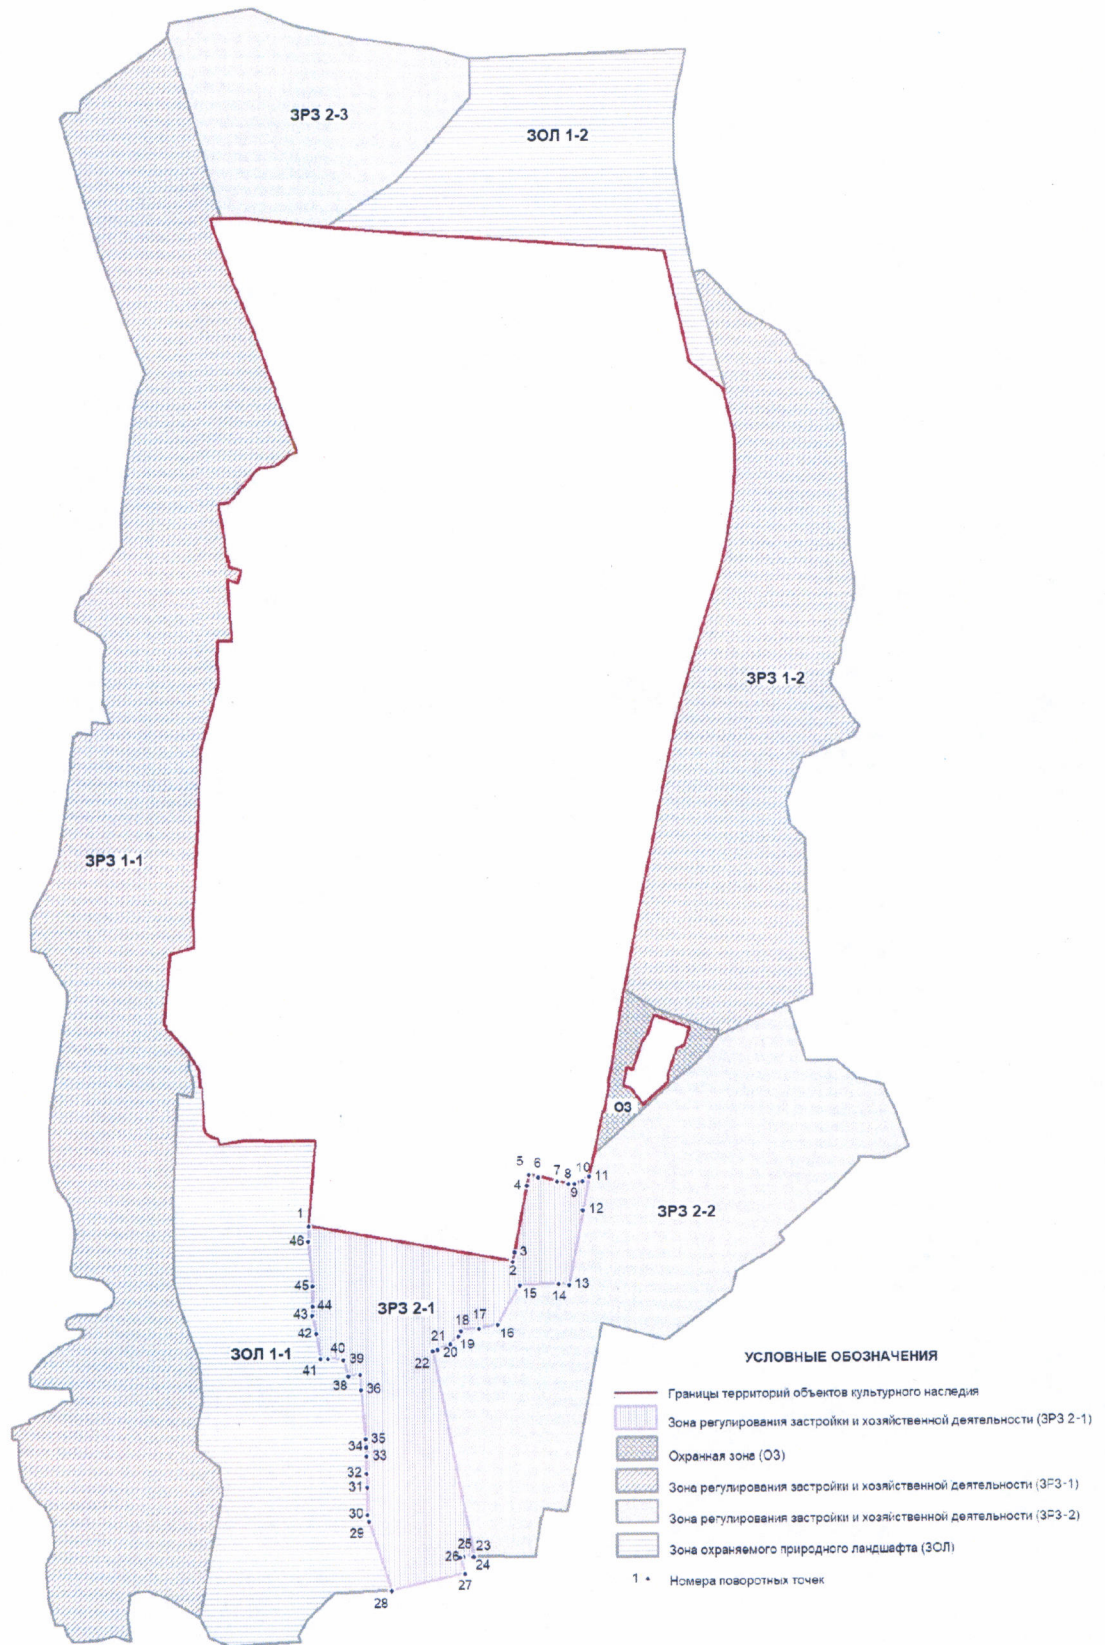 ЗРЗ 2-3
ЗОЛ 1-2
ЗРЗ 1-2
ЗРЗ 1-1
ОЗ
5
6
7
8
9
10
11
4
12
ЗРЗ 2-2
1
46
3
2
45
15
14
13
44
43
ЗРЗ 2-1
42
18
17
16
21
19
20
22
ЗОЛ 1-1
41
40
39
38
36
35
34
33
32
31
30
29
25
23
26
24
27
28
УСЛОВНЫЕ ОБОЗНАЧЕНИЯ
Границы территорий объектов культурного наследия
Зона регулирования застройки и хозяйственной деятельности (ЗРЗ 2-1)
Охранная зона (ОЗ)
Зона регулирования застройки и хозяйственной деятельности (ЗРЗ-1)
Зона регулирования застройки и хозяйственной деятельности (ЗРЗ-2)
Зона охраняемого природного ландшафта (ЗОЛ)
1 • Номера поворотных точек